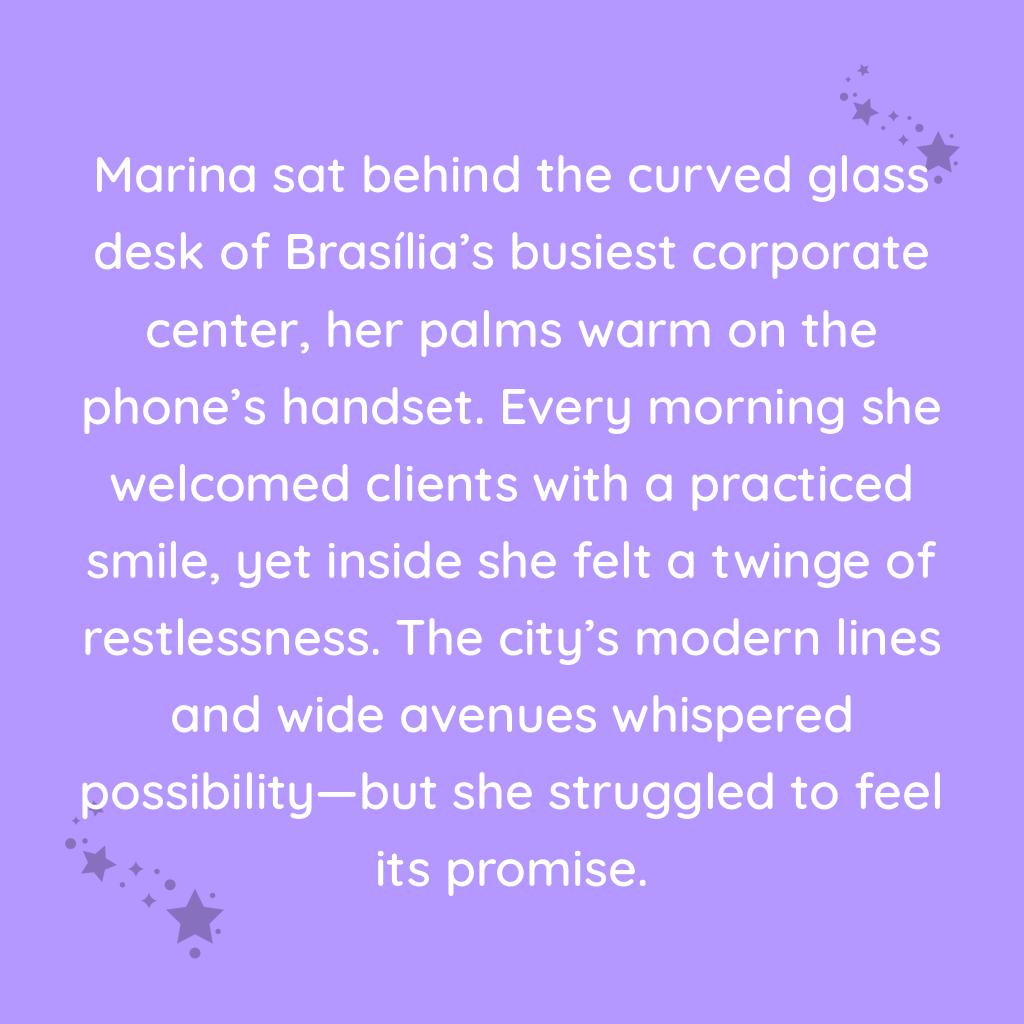 Marina sat behind the curved glass
desk of Brasília’s busiest corporate
center, her palms warm on the
phone’s handset. Every morning she
welcomed clients with a practiced
smile, yet inside she felt a twinge of
restlessness. The city’s modern lines
and wide avenues whispered
possibility—but she struggled to feel
its promise.